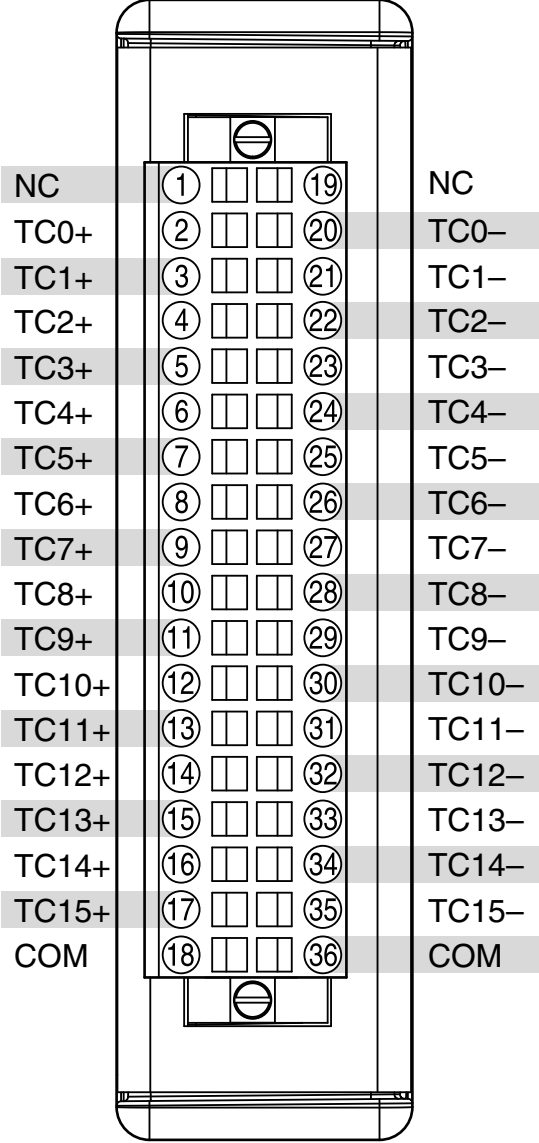 NC 1 19 NC
TC0+ 2 20 TC0–
TC1+ 3 21 TC1–
TC2+ 4 22 TC2–
TC3+ 5 23 TC3–
TC4+ 6 24 TC4–
TC5+ 7 25 TC5–
TC6+ 8 26 TC6–
TC7+ 9 27 TC7–
TC8+ 10 28 TC8–
TC9+ 11 29 TC9–
TC10+ 12 30 TC10–
TC11+ 13 31 TC11–
TC12+ 14 32 TC12–
TC13+ 15 33 TC13–
TC14+ 16 34 TC14–
TC15+ 17 35 TC15–
COM 18 36 COM